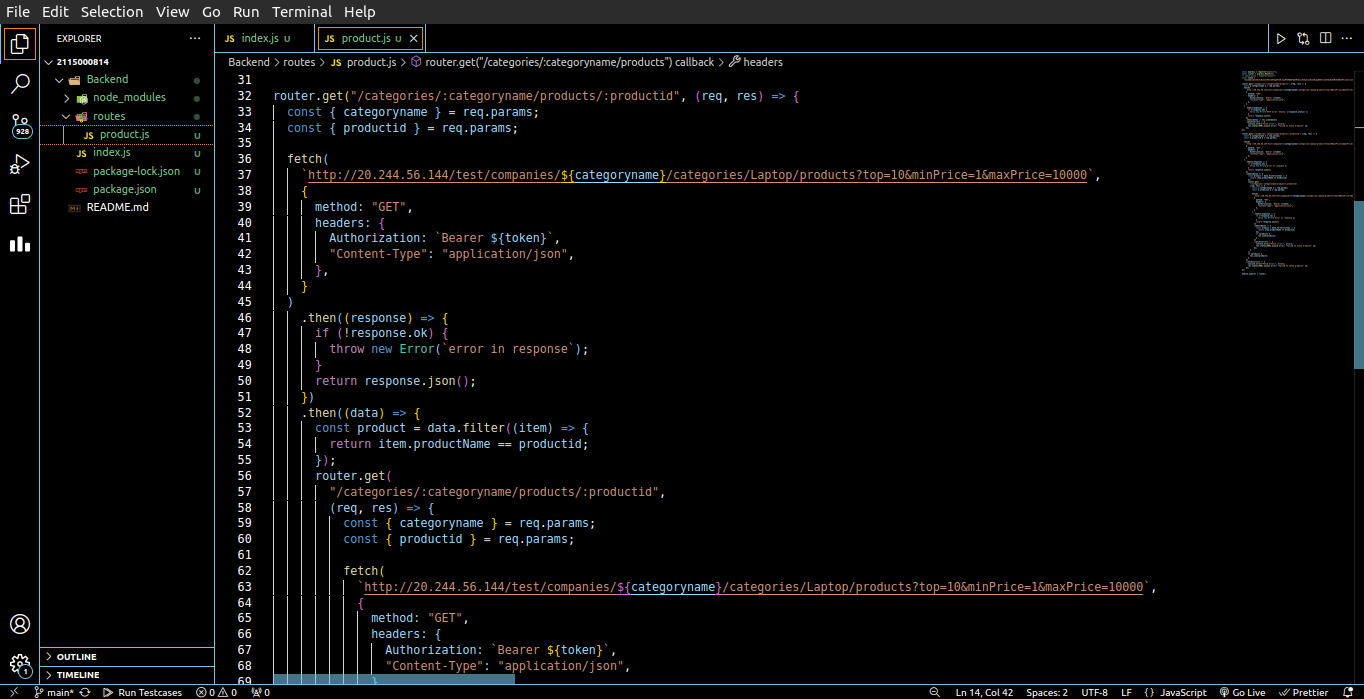 File Edit Selection View Go Run Terminal Help
EXPLORER
JS index.js U
JS product.js U
2115000814
Backend
node_modules
routes
JS product.js U
JS index.js U
package-lock.json U
package.json U
README.md
928
Backend > routes > JS product.js > router.get("/categories/:categoryname/products") callback > headers
31
32 router.get("/categories/:categoryname/products/:productid", (req, res) => {
33 const { categoryname } = req.params;
34 const { productid } = req.params;
35
36 fetch(
37 `http://20.244.56.144/test/companies/${categoryname}/categories/Laptop/products?top=10&minPrice=1&maxPrice=10000`,
38 {
39 method: "GET",
40 headers: {
41 Authorization: `Bearer ${token}`,
42 "Content-Type": "application/json",
43 },
44 }
45 )
46 .then((response) => {
47 if (!response.ok) {
48 throw new Error(`error in response`);
49 }
50 return response.json();
51 })
52 .then((data) => {
53 const product = data.filter((item) => {
54 return item.productName == productid;
55 });
56 router.get(
57 "/categories/:categoryname/products/:productid",
58 (req, res) => {
59 const { categoryname } = req.params;
60 const { productid } = req.params;
61
62 fetch(
63 `http://20.244.56.144/test/companies/${categoryname}/categories/Laptop/products?top=10&minPrice=1&maxPrice=10000`,
64 {
65 method: "GET",
66 headers: {
67 Authorization: `Bearer ${token}`,
68 "Content-Type": "application/json",
69 }
OUTLINE
TIMELINE
1
main* Run Testcases 0 0 0 Ln 14, Col 42 Spaces: 2 UTF-8 LF {} JavaScript Go Live Prettier